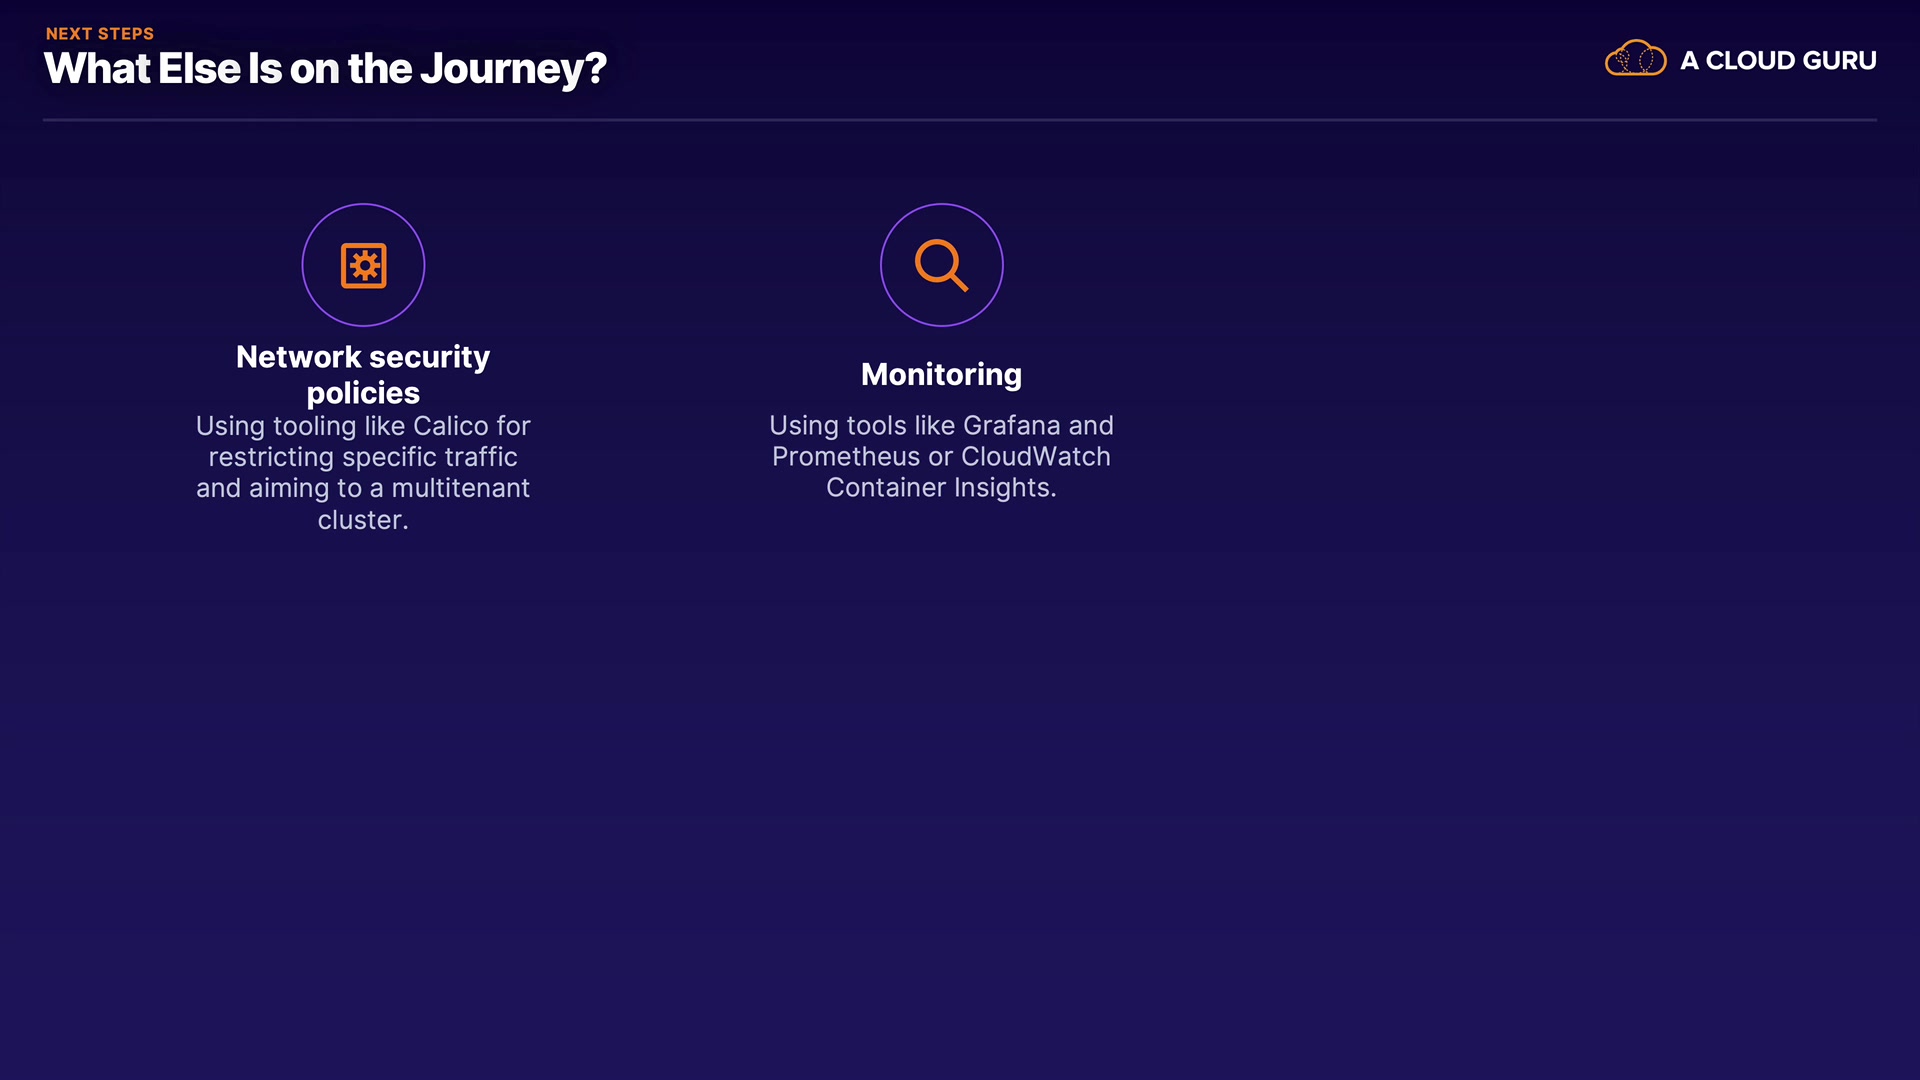 NEXT STEPS
What Else Is on the Journey?
A CLOUD GURU
Network security
policies
Using tooling like Calico for
restricting specific traffic
and aiming to a multitenant
cluster.
Monitoring
Using tools like Grafana and
Prometheus or CloudWatch
Container Insights.